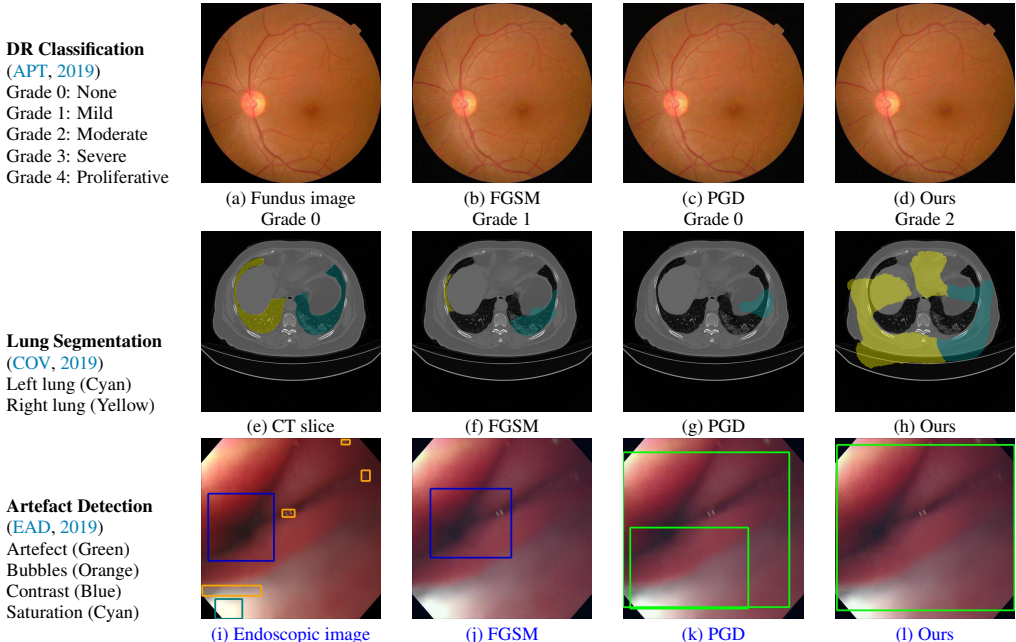 DR Classification
(APT, 2019)
Grade 0: None
Grade 1: Mild
Grade 2: Moderate
Grade 3: Severe
Grade 4: Proliferative
(a) Fundus image
Grade 0
(b) FGSM
Grade 1
(c) PGD
Grade 0
(d) Ours
Grade 2
Lung Segmentation
(COV, 2019)
Left lung (Cyan)
Right lung (Yellow)
(e) CT slice
(f) FGSM
(g) PGD
(h) Ours
Artefact Detection
(EAD, 2019)
Artefect (Green)
Bubbles (Orange)
Contrast (Blue)
Saturation (Cyan)
(i) Endoscopic image
(j) FGSM
(k) PGD
(l) Ours